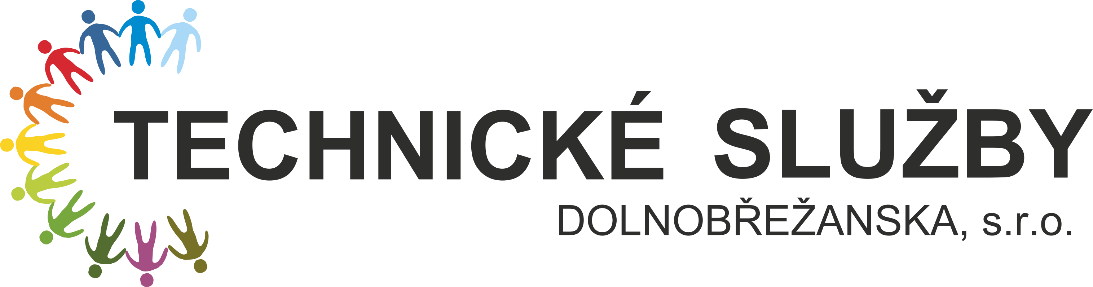 TECHNICKÉ SLUŽBY
DOLNOBŘEŽANSKA, s.r.o.